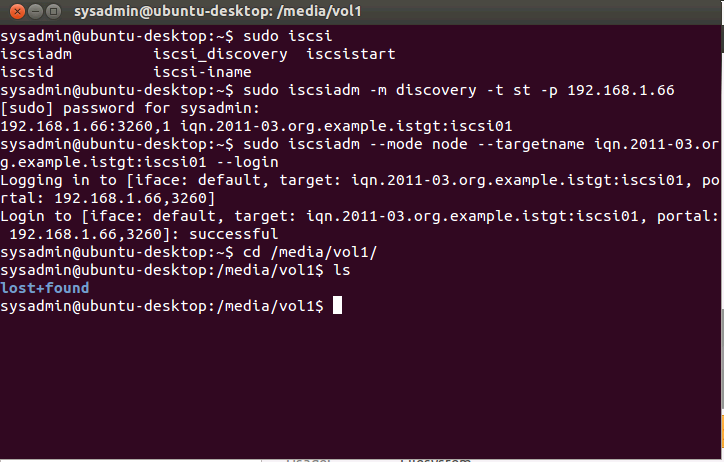 sysadmin@ubuntu-desktop: /media/vol1
sysadmin@ubuntu-desktop:~$ sudo iscsi
iscsiadm iscsi_discovery iscsistart
iscsid iscsi-iname
sysadmin@ubuntu-desktop:~$ sudo iscsiadm -m discovery -t st -p 192.168.1.66
[sudo] password for sysadmin:
192.168.1.66:3260,1 iqn.2011-03.org.example.istgt:iscsi01
sysadmin@ubuntu-desktop:~$ sudo iscsiadm --mode node --targetname iqn.2011-03.or
g.example.istgt:iscsi01 --login
Logging in to [iface: default, target: iqn.2011-03.org.example.istgt:iscsi01, po
rtal: 192.168.1.66,3260]
Login to [iface: default, target: iqn.2011-03.org.example.istgt:iscsi01, portal:
192.168.1.66,3260]: successful
sysadmin@ubuntu-desktop:~$ cd /media/vol1/
sysadmin@ubuntu-desktop:/media/vol1$ ls
lost+found
sysadmin@ubuntu-desktop:/media/vol1$